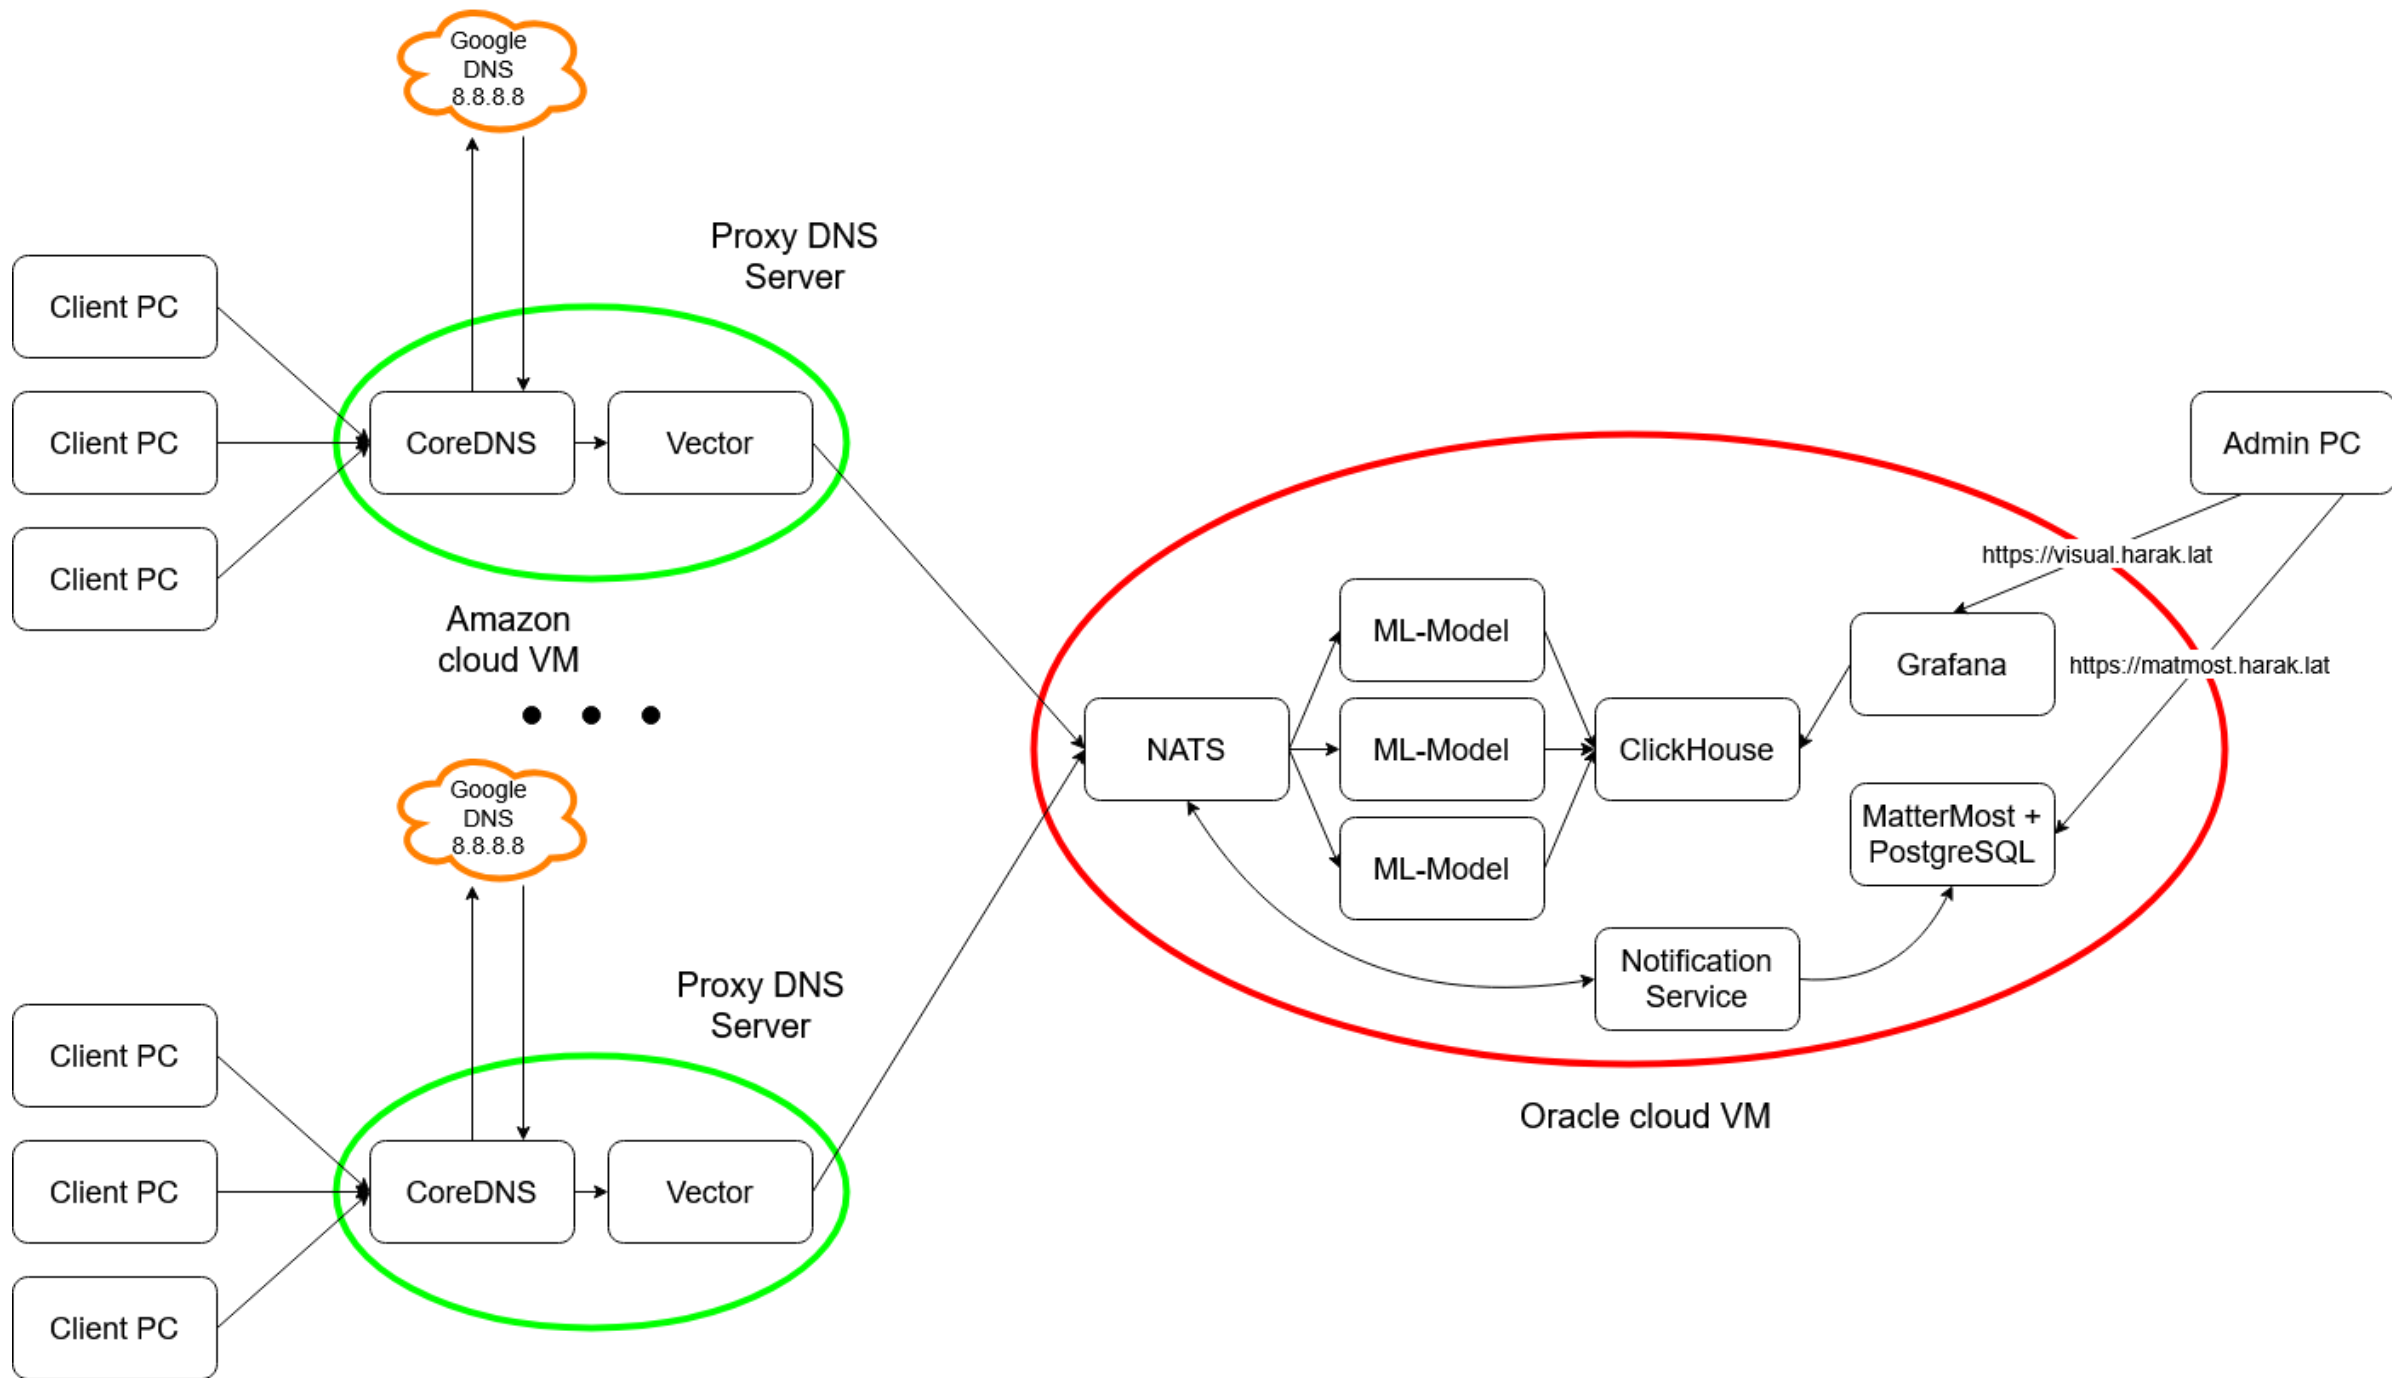 Google
DNS
8.8.8.8
Proxy DNS
Server
Client PC
Client PC
Client PC
CoreDNS
Vector
Amazon
cloud VM
Google
DNS
8.8.8.8
Proxy DNS
Server
Client PC
Client PC
Client PC
CoreDNS
Vector
NATS
ML-Model
ML-Model
ML-Model
ClickHouse
Grafana
MatterMost +
PostgreSQL
Notification
Service
Admin PC
https://visual.harak.lat
https://matmost.harak.lat
Oracle cloud VM